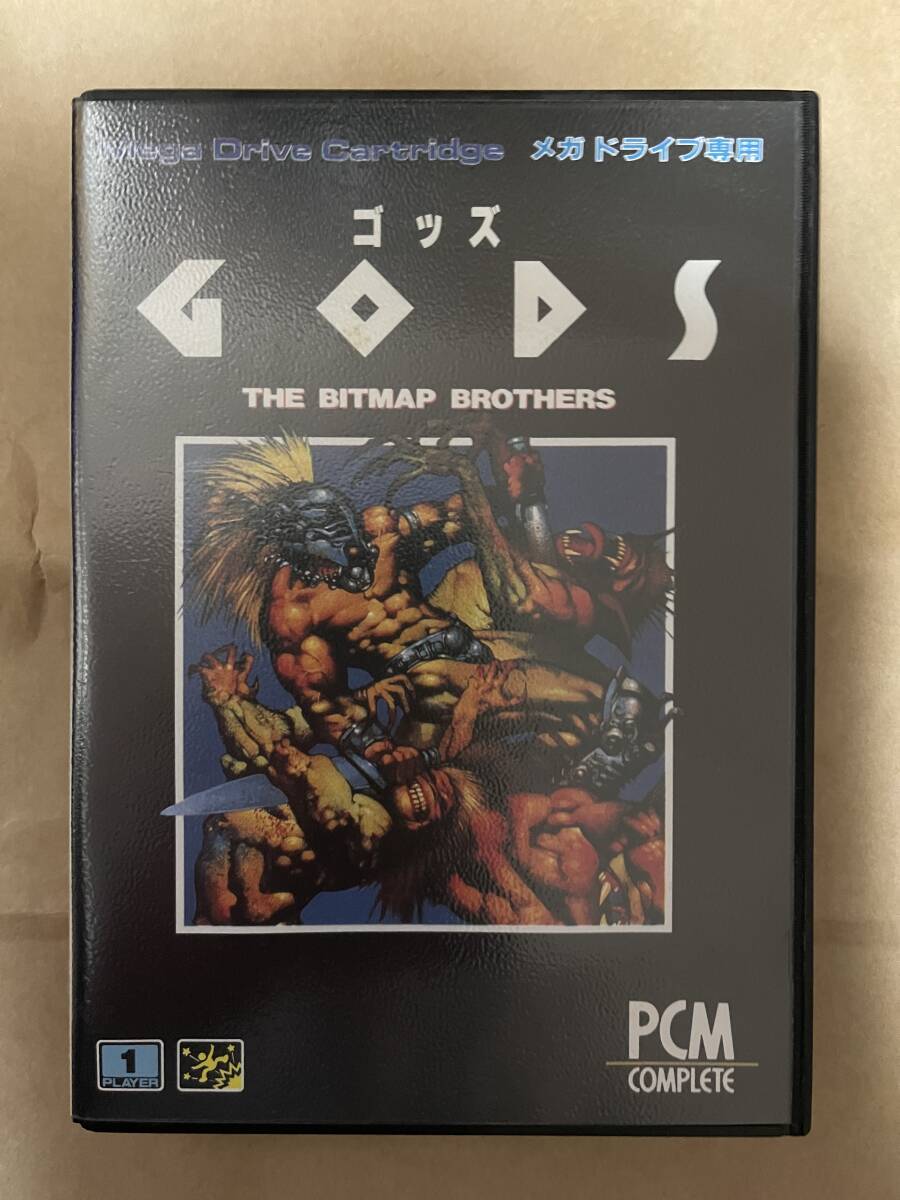 Mega Drive Cartridge メガドライブ専用
ゴッズ
GODS
THE BITMAP BROTHERS
1
PLAYER
PCM
COMPLETE